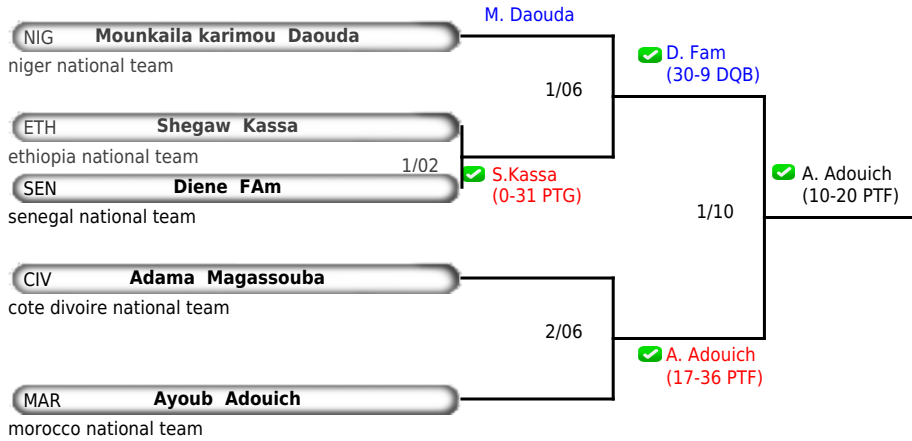 M. Daouda
NIG Mounkaila karimou Daouda
niger national team
D. Fam
(30-9 DQB)
1/06
ETH Shegaw Kassa
ethiopia national team
1/02
S.Kassa
(0-31 PTG)
SEN Diene FAm
senegal national team
A. Adouich
(10-20 PTF)
1/10
CIV Adama Magassouba
cote divoire national team
2/06
A. Adouich
(17-36 PTF)
MAR Ayoub Adouich
morocco national team